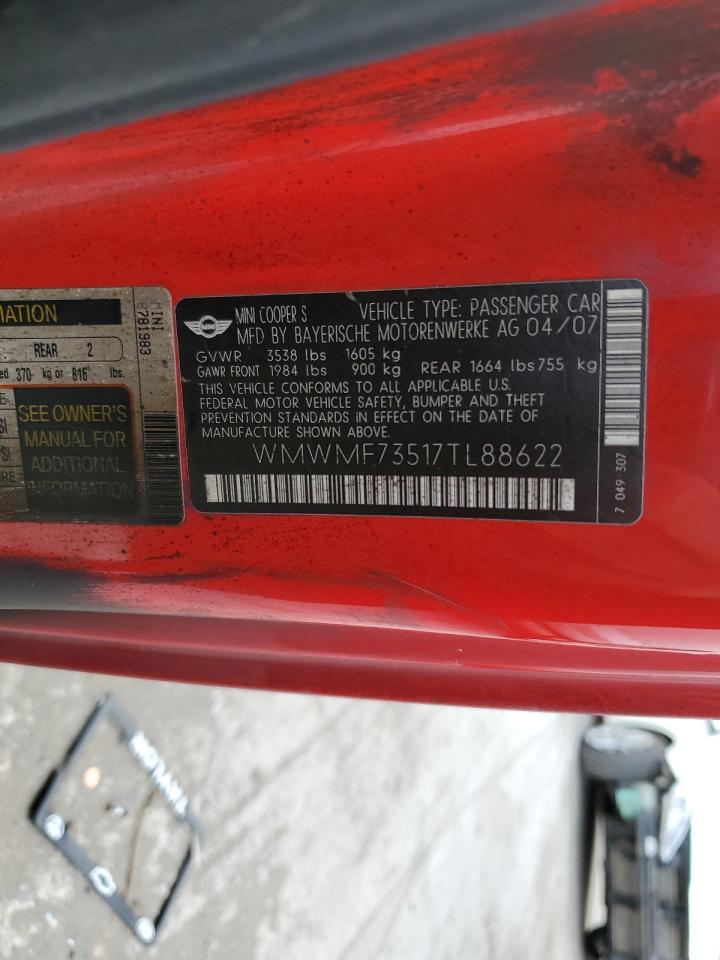 MATION
REAR 2
370 kg or 816 lbs.
SEE OWNER'S
MANUAL FOR
ADDITIONAL
INFORMATION
MINI
6781983
MINI
MINI COOPER S VEHICLE TYPE: PASSENGER CAR
MFD BY BAYERISCHE MOTORENWERKE AG 04/07
GVWR 3538 lbs 1605 kg
GAWR FRONT 1984 lbs 900 kg REAR 1664 lbs 755 kg
THIS VEHICLE CONFORMS TO ALL APPLICABLE U.S.
FEDERAL MOTOR VEHICLE SAFETY, BUMPER AND THEFT
PREVENTION STANDARDS IN EFFECT ON THE DATE OF
MANUFACTURE SHOWN ABOVE.
WMWMF73517TL88622
7 049 307
TAYLOR